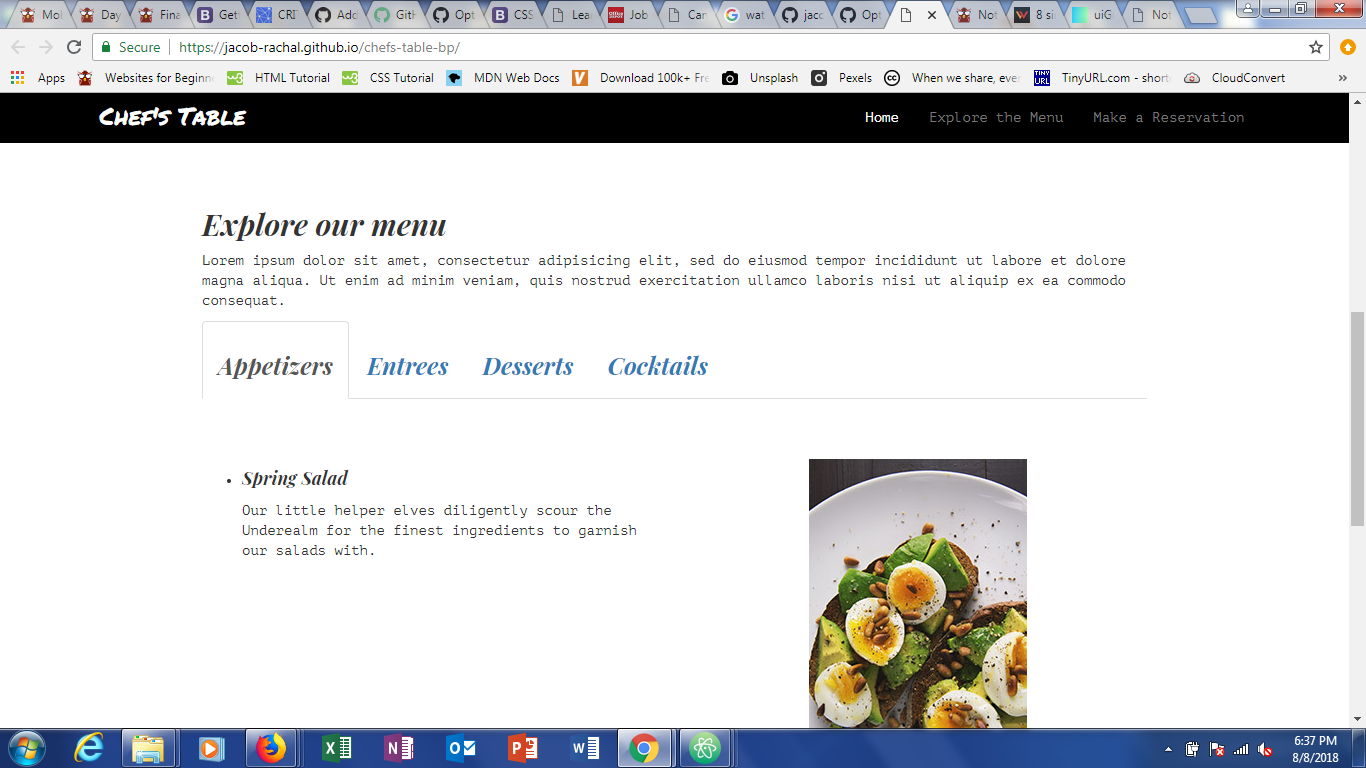 Mol
Day
Fina
Get
CRI
Add
Gitl
Opt
CSS
Lea
Job
Can
wat
jacc
Opt
Not
8 si
uiG
Not
Secure
https://jacob-rachal.github.io/chefs-table-bp/
Apps
Websites for Beginn
HTML Tutorial
CSS Tutorial
MDN Web Docs
Download 100k+ Fre
Unsplash
Pexels
When we share, ever
TinyURL.com - short
CloudConvert
»
Chef's Table
Home
Explore the Menu
Make a Reservation
Explore our menu
Lorem ipsum dolor sit amet, consectetur adipisicing elit, sed do eiusmod tempor incididunt ut labore et dolore
magna aliqua. Ut enim ad minim veniam, quis nostrud exercitation ullamco laboris nisi ut aliquip ex ea commodo
consequat.
Appetizers
Entrees
Desserts
Cocktails
Spring Salad
Our little helper elves diligently scour the
Underealm for the finest ingredients to garnish
our salads with.
6:37 PM
8/8/2018